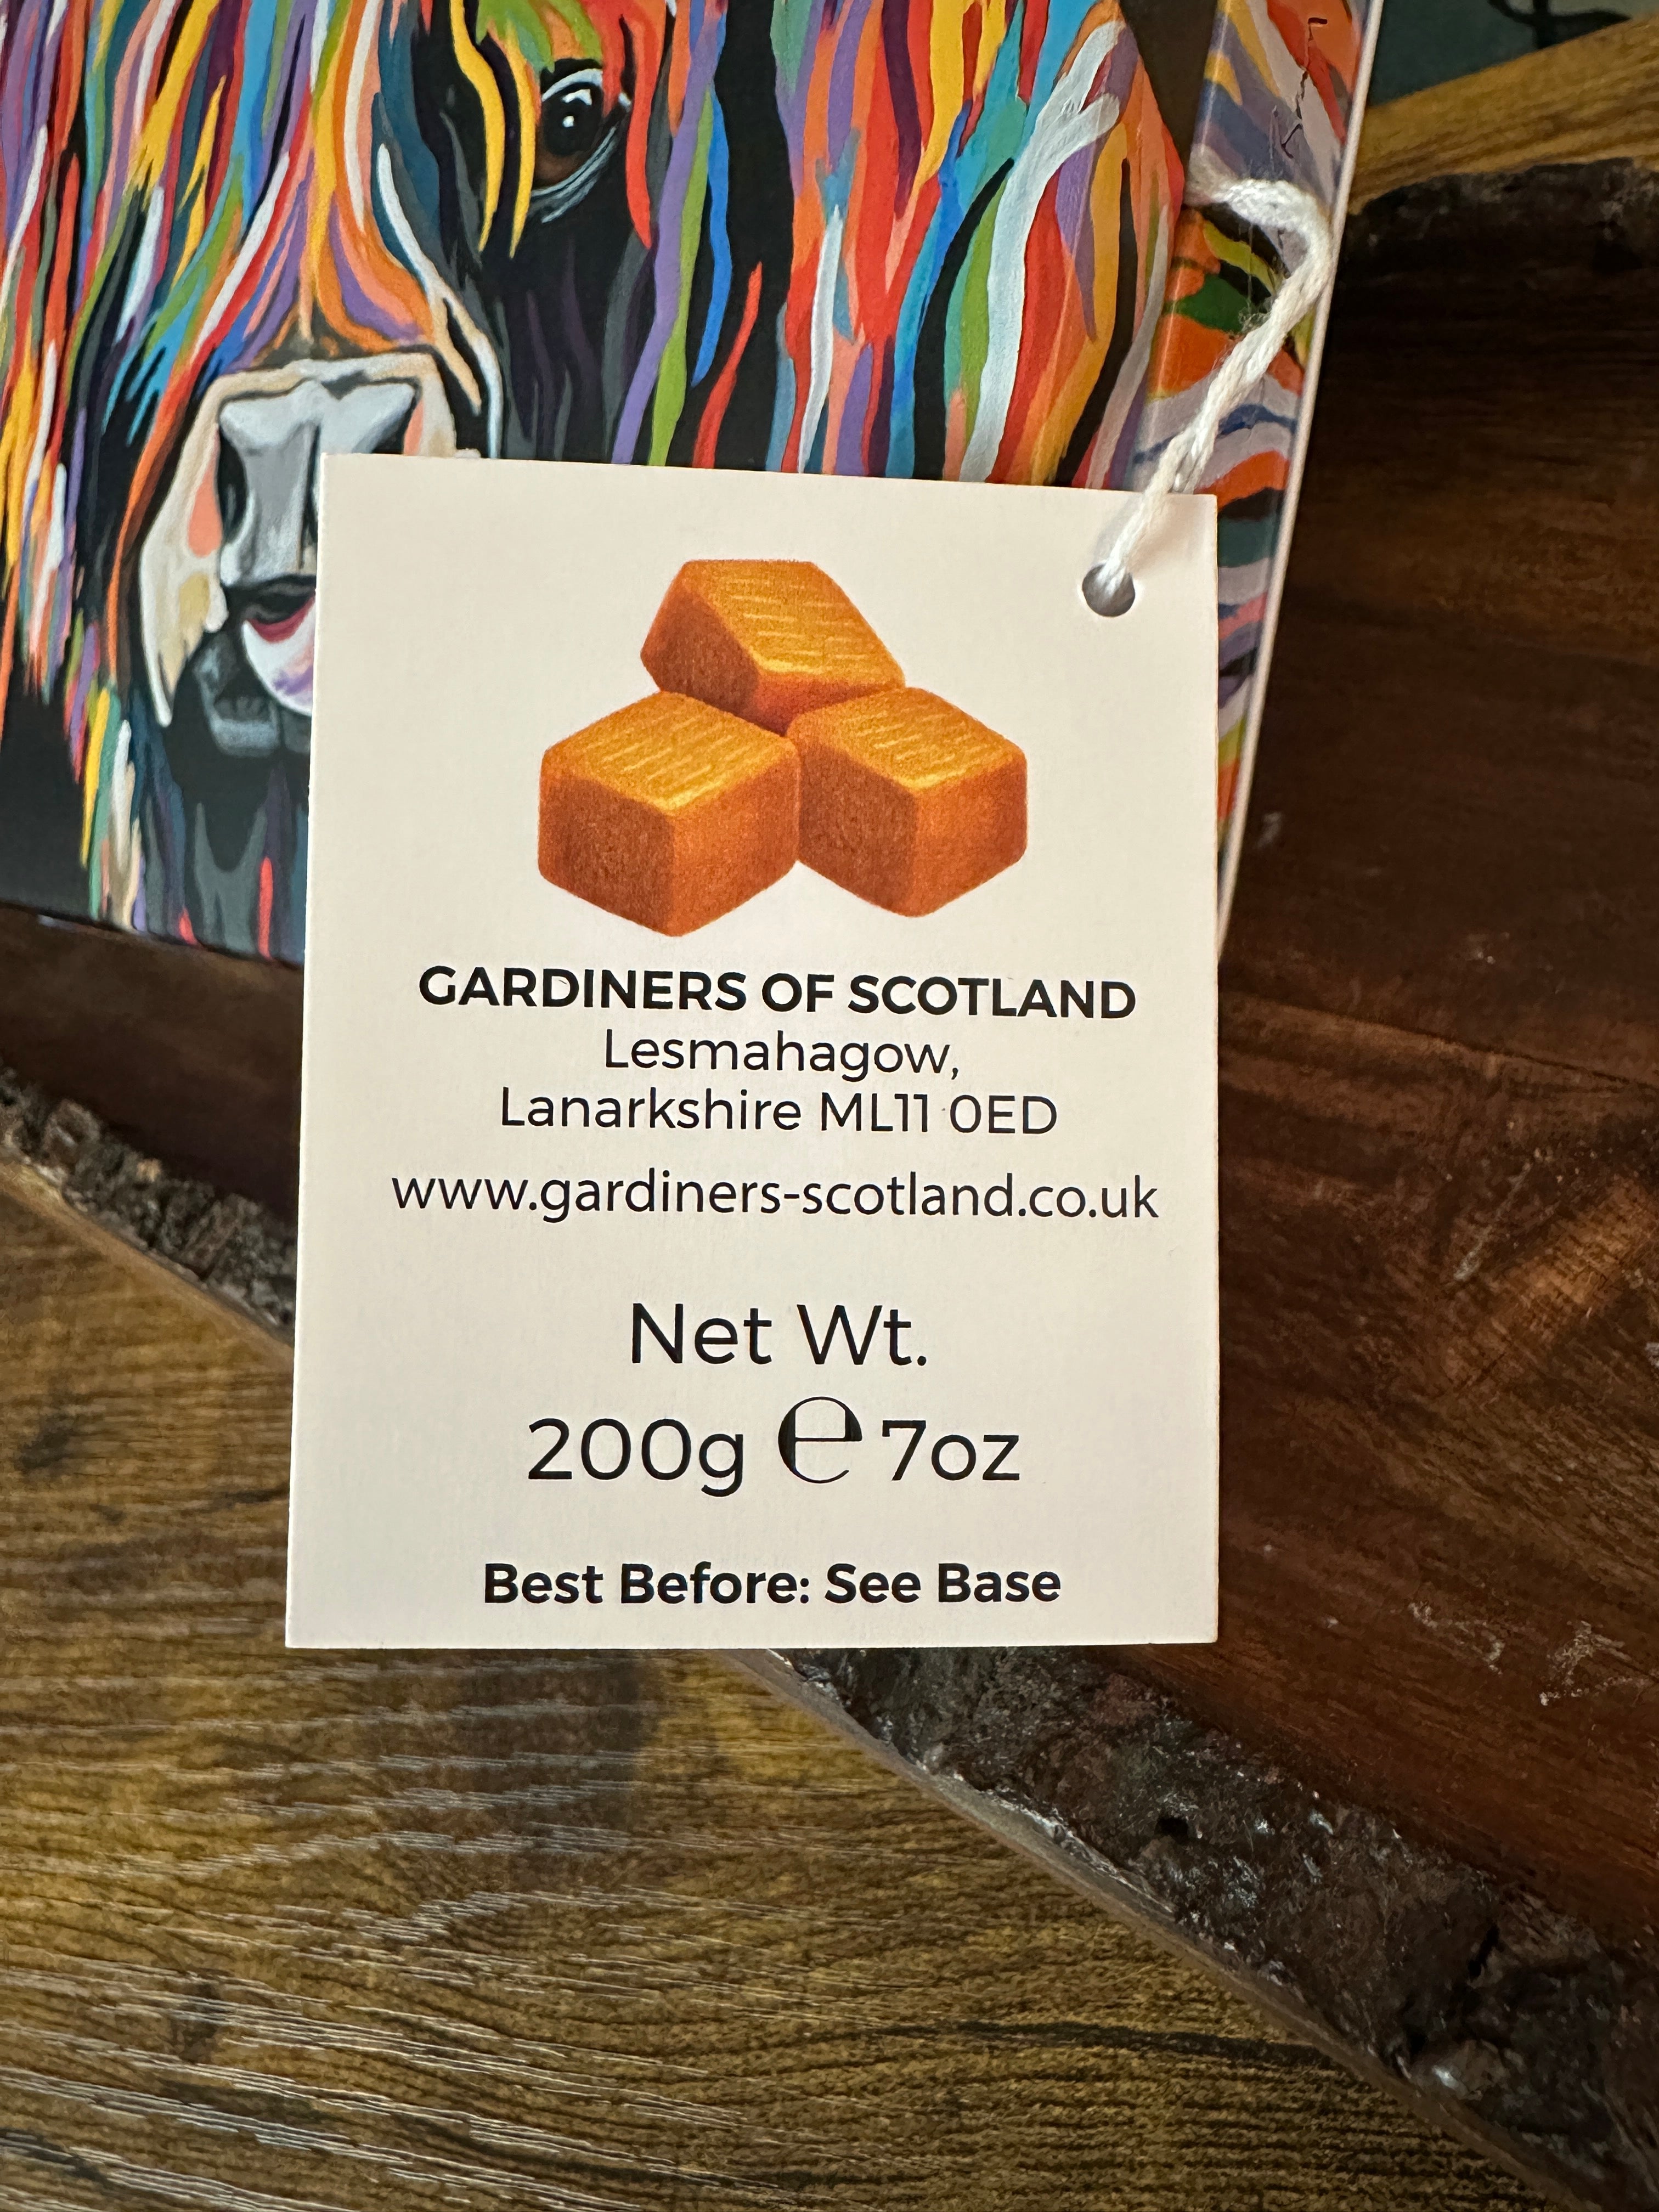 GARDINERS OF SCOTLAND
Lesmahagow,
Lanarkshire ML11 0ED
www.gardiners-scotland.co.uk
Net Wt.
200g ℮ 7oz
Best Before: See Base